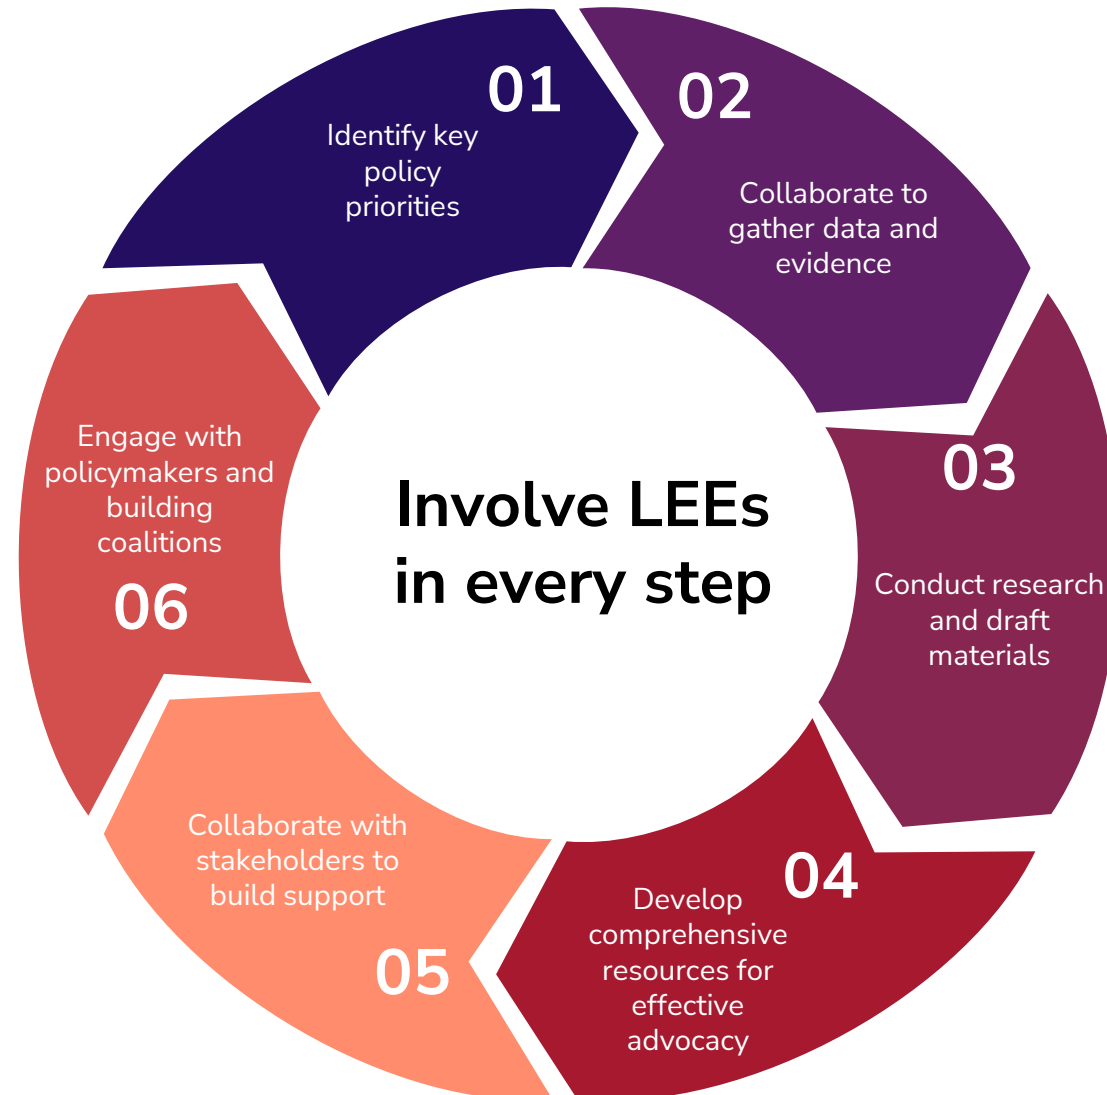 01
Identify key
policy
priorities
02
Collaborate to
gather data and
evidence
03
Conduct research
and draft
materials
04
Develop
comprehensive
resources for
effective
advocacy
05
Collaborate with
stakeholders to
build support
06
Engage with
policymakers and
building
coalitions
Involve LEEs
in every step